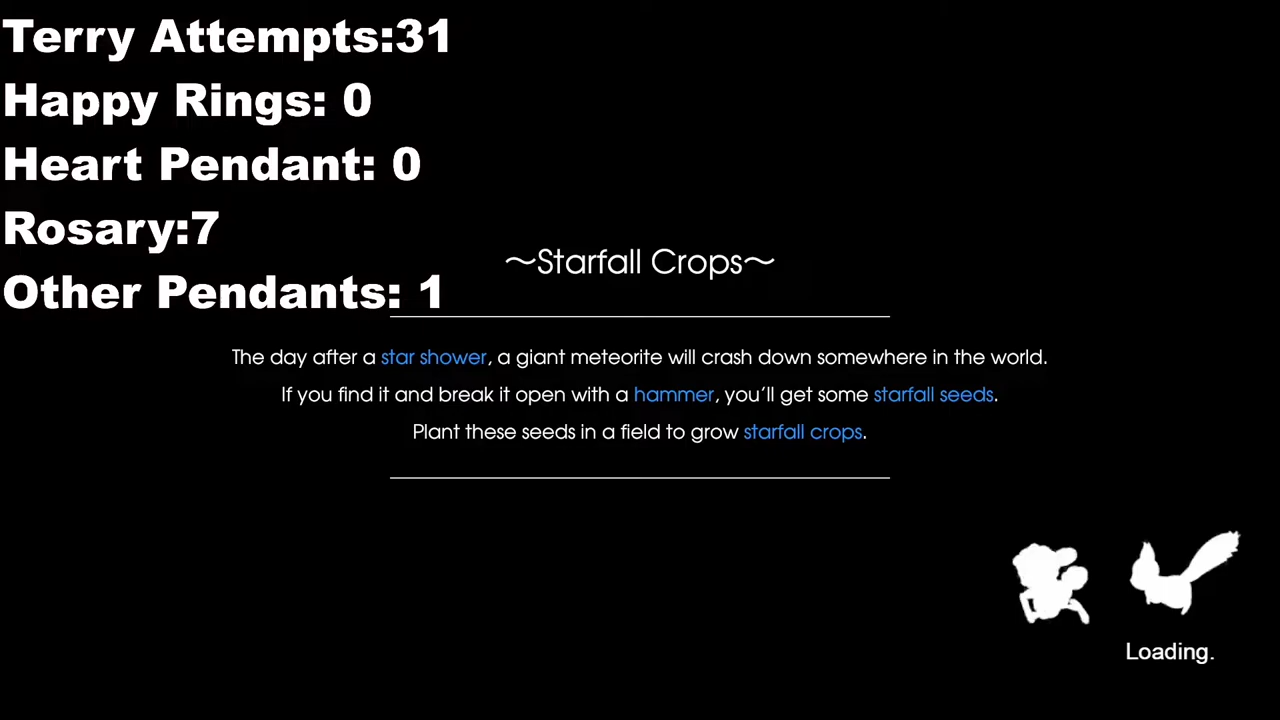 Terry Attempts:31
Happy Rings: 0
Heart Pendant: 0
Rosary:7
Other Pendants: 1
～Starfall Crops～
The day after a star shower, a giant meteorite will crash down somewhere in the world.
If you find it and break it open with a hammer, you'll get some starfall seeds.
Plant these seeds in a field to grow starfall crops.
Loading.